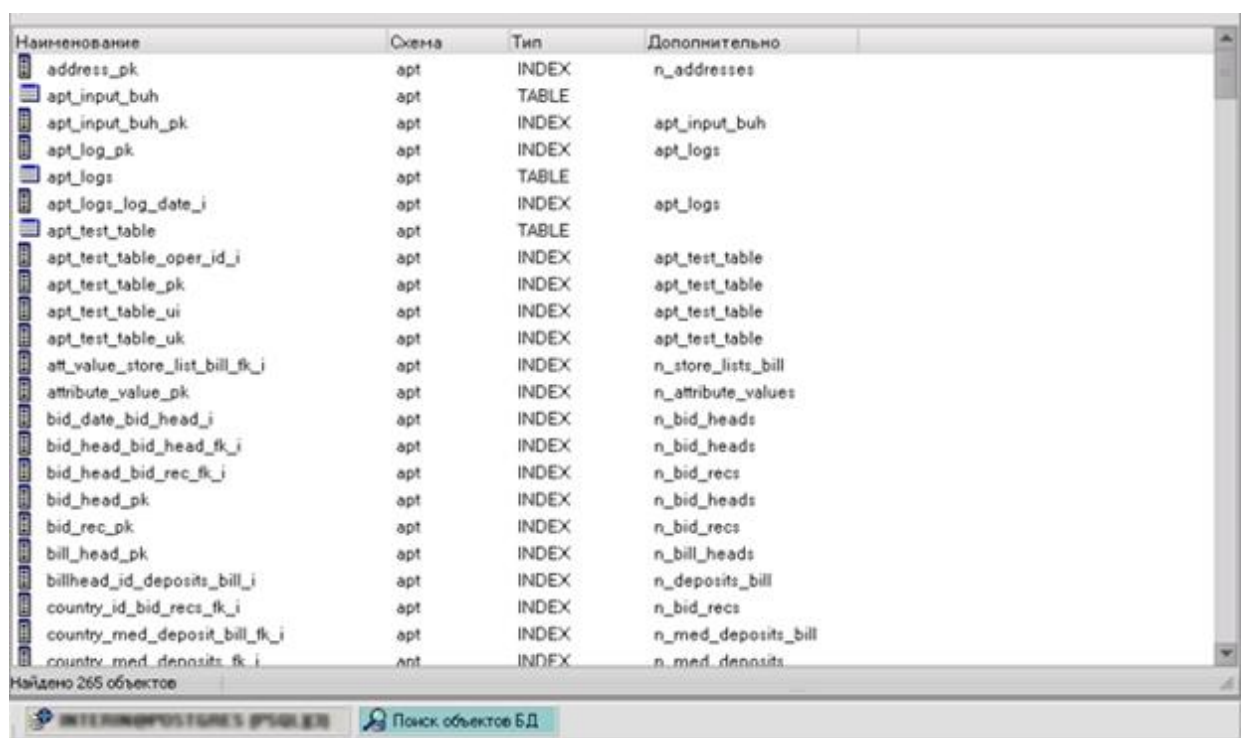 Наименование Схема Тип Дополнительно
address_pk apt INDEX n_addresses
apt_input_buh apt TABLE
apt_input_buh_pk apt INDEX apt_input_buh
apt_log_pk apt INDEX apt_logs
apt_logs apt TABLE
apt_logs_log_date_i apt INDEX apt_logs
apt_test_table apt TABLE
apt_test_table_oper_id_i apt INDEX apt_test_table
apt_test_table_pk apt INDEX apt_test_table
apt_test_table_ui apt INDEX apt_test_table
apt_test_table_uk apt INDEX apt_test_table
att_value_store_list_bill_fk_i apt INDEX n_store_lists_bill
attribute_value_pk apt INDEX n_attribute_values
bid_date_bid_head_i apt INDEX n_bid_heads
bid_head_bid_head_fk_i apt INDEX n_bid_heads
bid_head_bid_rec_fk_i apt INDEX n_bid_recs
bid_head_pk apt INDEX n_bid_heads
bid_rec_pk apt INDEX n_bid_recs
bill_head_pk apt INDEX n_bill_heads
billhead_id_deposits_bill_i apt INDEX n_deposits_bill
country_id_bid_recs_fk_i apt INDEX n_bid_recs
country_med_deposit_bill_fk_i apt INDEX n_med_deposits_bill
country_med_deposits_fk_i apt INDEX n_med_deposits
Найдено 265 объектов
Поиск объектов БД